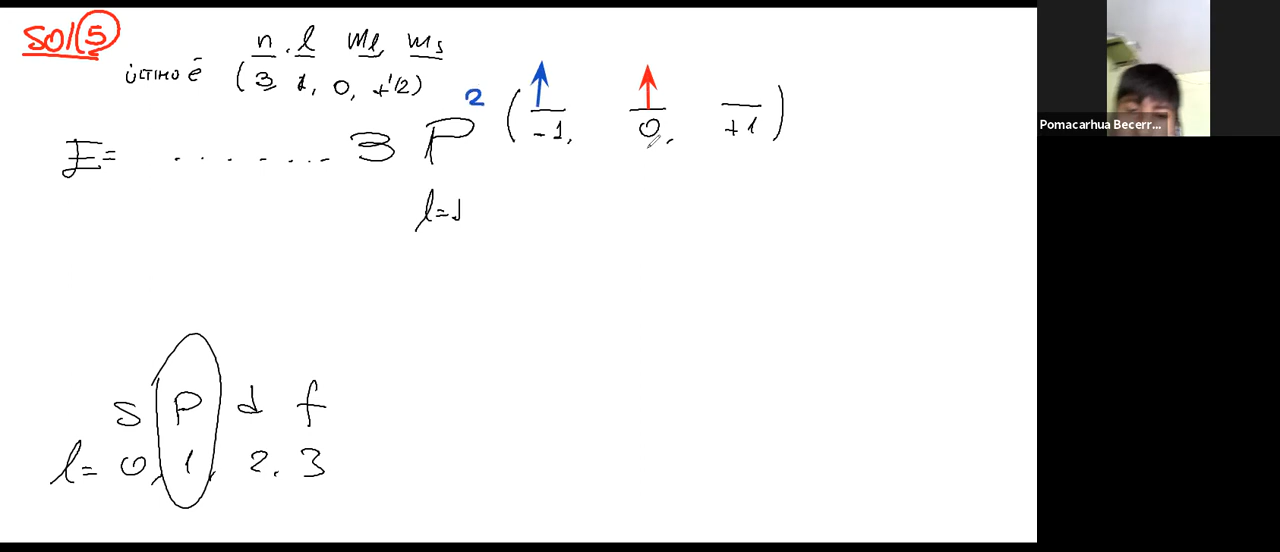 SOl(5)
n . l ml ms
último ē (3, 1, 0, +1/2)
E= . . . . . . . 3 P² ( -1, 0, +1 )
l=1
s P d f
l= 0, 1, 2, 3
Pomacarhua Becerr...